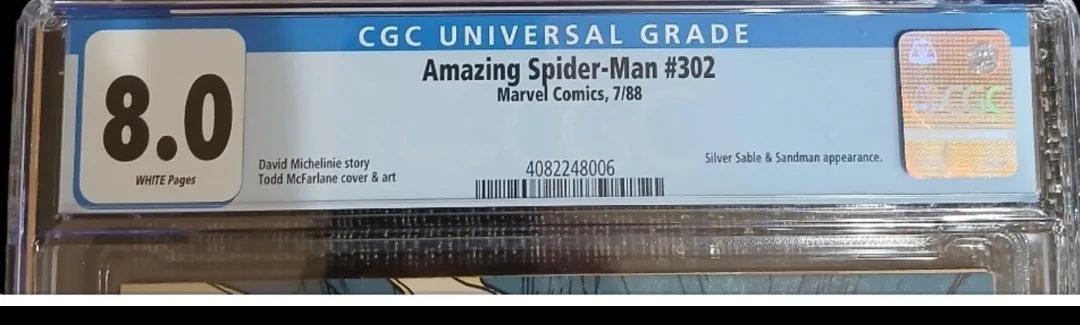 CGC UNIVERSAL GRADE
8.0
WHITE Pages
Amazing Spider-Man #302
Marvel Comics, 7/88
David Michelinie story
Todd McFarlane cover & art
4082248006
Silver Sable & Sandman appearance.
CGC